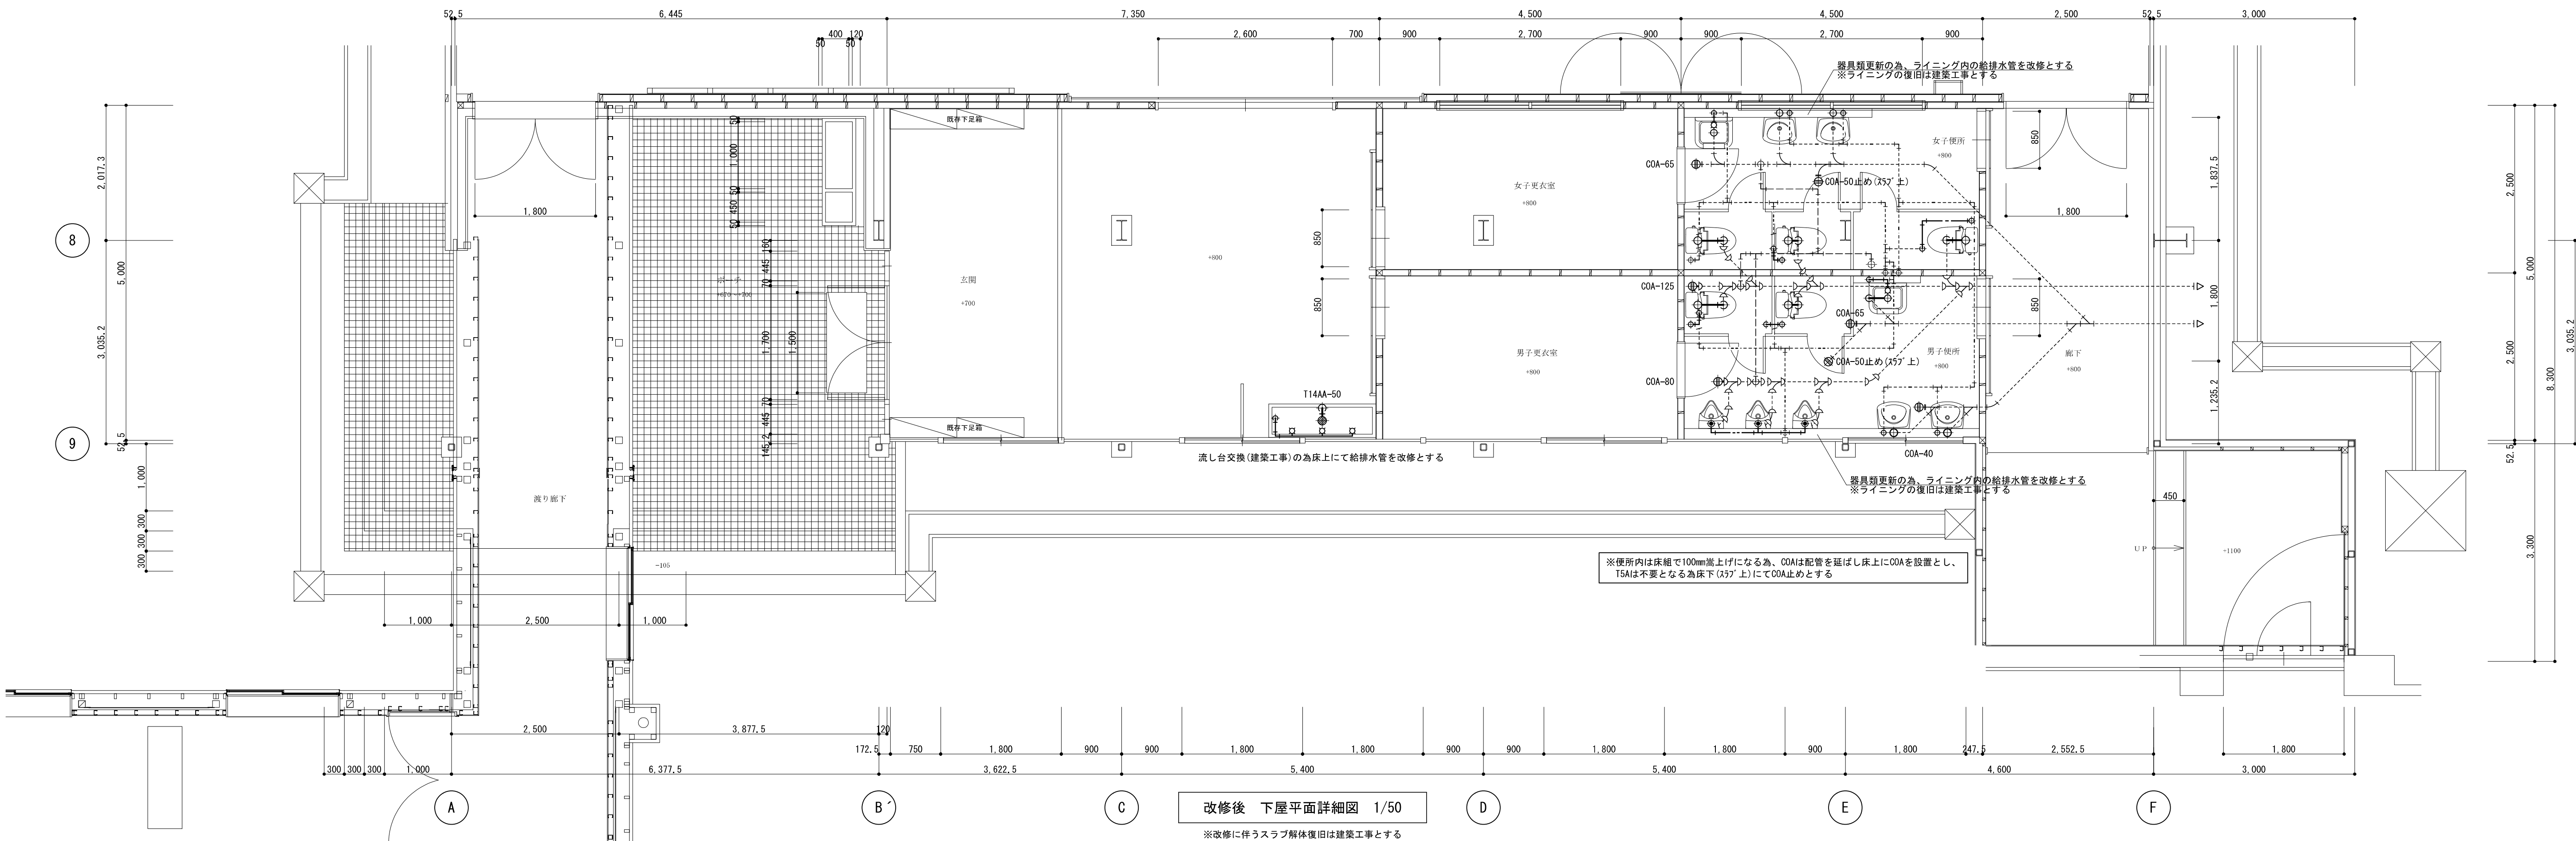 52.5 6,445 7,350 4,500 4,500 2,500 52.5 3,000
400 120 2,600 700 900 2,700 900 900 2,700 900
50 50
器具類更新の為、ライニング内の給排水管を改修とする
※ライニングの復旧は建築工事とする
既存下足箱
2,017.3
5,000
3,035.2
52.5
1,000
300
300
300
8
9
1,800
50
1,000
50
450
50
160
445
70
1,700
1,500
70
445
145.2
ポーチ
+670～+700
玄関
+700
+800
850
850
女子更衣室
+800
男子更衣室
+800
COA-65
COA-50止め(ｽﾗﾌﾞ上)
女子便所
+800
850
1,800
COA-125
COA-65
COA-50止め(ｽﾗﾌﾞ上)
COA-80
男子便所
+800
850
廊下
+800
T14AA-50
既存下足箱
流し台交換(建築工事)の為床上にて給排水管を改修とする
COA-40
器具類更新の為、ライニング内の給排水管を改修とする
※ライニングの復旧は建築工事とする
1,837.5
1,800
1,235.2
2,500
2,500
52.5
5,000
8,300
3,300
3,035.2
渡り廊下
-105
450
UP
+1100
※便所内は床組で100mm嵩上げになる為、COAは配管を延ばし床上にCOAを設置とし、
T5Aは不要となる為床下(ｽﾗﾌﾞ上)にてCOA止めとする
1,000 2,500 1,000
2,500 3,877.5 120
172.5 750 1,800 900 900 1,800 1,800 900 900 1,800 1,800 900 1,800 247.5 2,552.5 1,800
300 300 300 1,000 6,377.5 3,622.5 5,400 5,400 4,600 3,000
A B´ C D E F
改修後 下屋平面詳細図 1/50
※改修に伴うスラブ解体復旧は建築工事とする